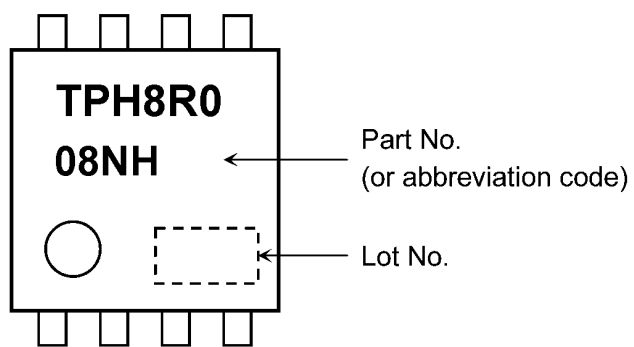 TPH8R0
08NH
Part No.
(or abbreviation code)
Lot No.